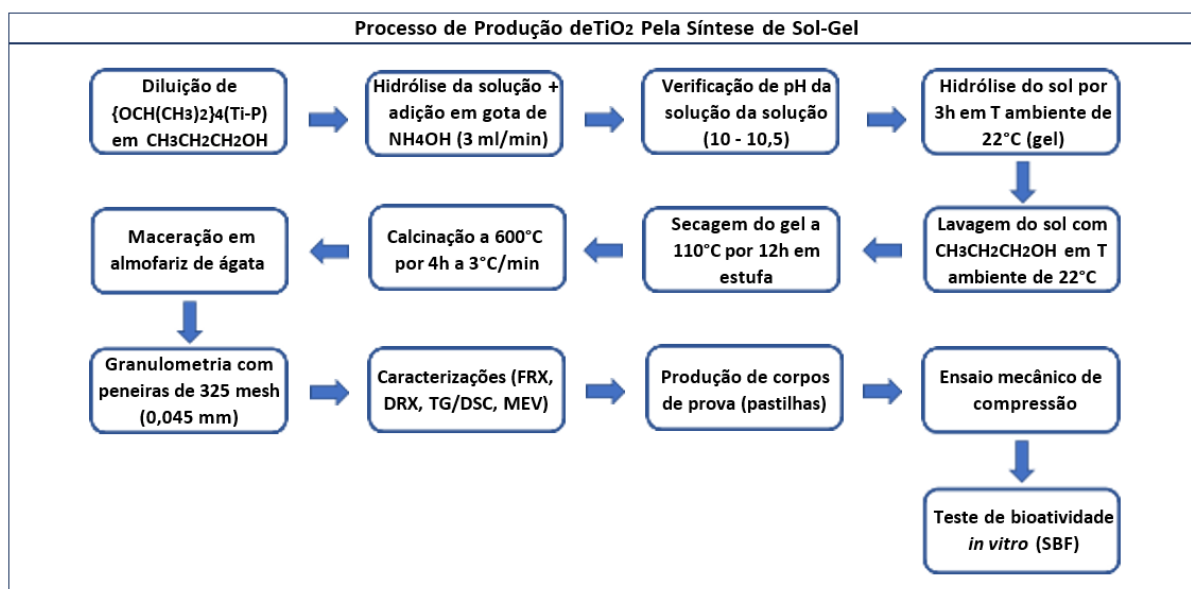 Processo de Produção deTiO2 Pela Síntese de Sol-Gel
Diluição de
{OCH(CH3)2}4(Ti-P)
em CH3CH2CH2OH
Hidrólise da solução +
adição em gota de
NH4OH (3 ml/min)
Verificação de pH da
solução da solução
(10 - 10,5)
Hidrólise do sol por
3h em T ambiente de
22°C (gel)
Lavagem do sol com
CH3CH2CH2OH em T
ambiente de 22°C
Secagem do gel a
110°C por 12h em
estufa
Calcinação a 600°C
por 4h a 3°C/min
Maceração em
almofariz de ágata
Granulometria com
peneiras de 325 mesh
(0,045 mm)
Caracterizações (FRX,
DRX, TG/DSC, MEV)
Produção de corpos
de prova (pastilhas)
Ensaio mecânico de
compressão
Teste de bioatividade
in vitro (SBF)